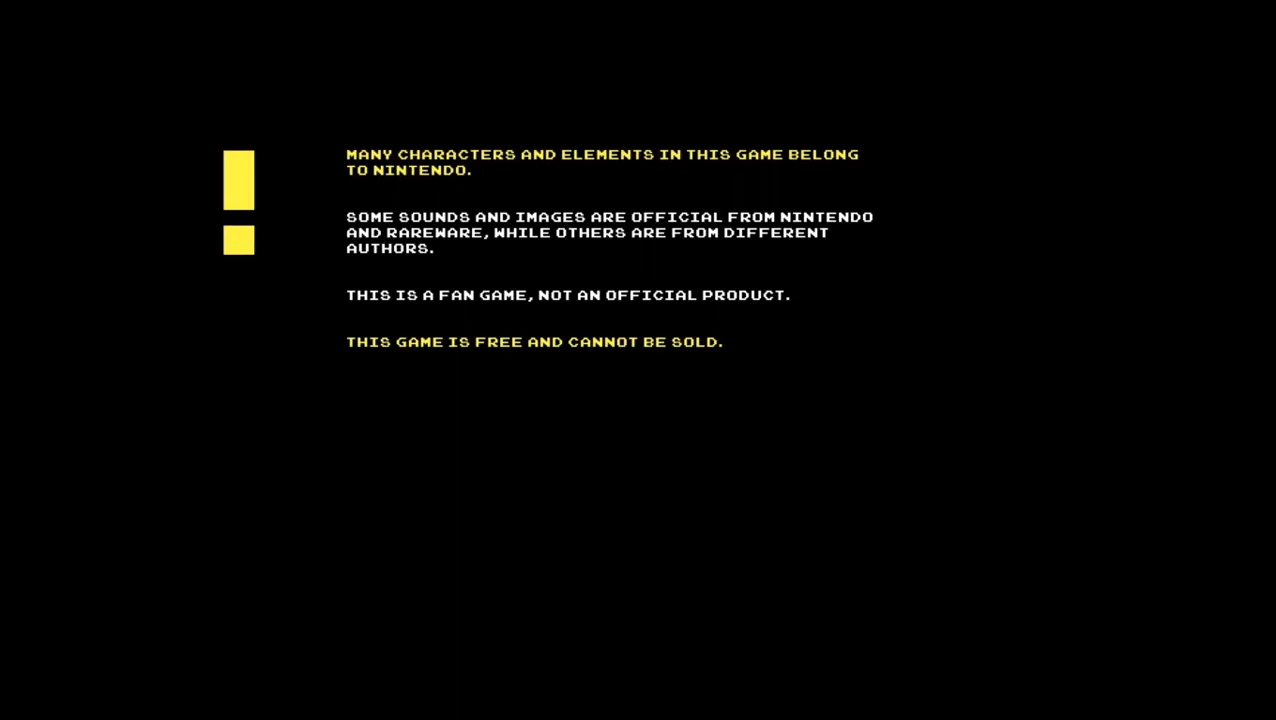 MANY CHARACTERS AND ELEMENTS IN THIS GAME BELONG
TO NINTENDO.
SOME SOUNDS AND IMAGES ARE OFFICIAL FROM NINTENDO
AND RAREWARE, WHILE OTHERS ARE FROM DIFFERENT
AUTHORS.
THIS IS A FAN GAME, NOT AN OFFICIAL PRODUCT.
THIS GAME IS FREE AND CANNOT BE SOLD.